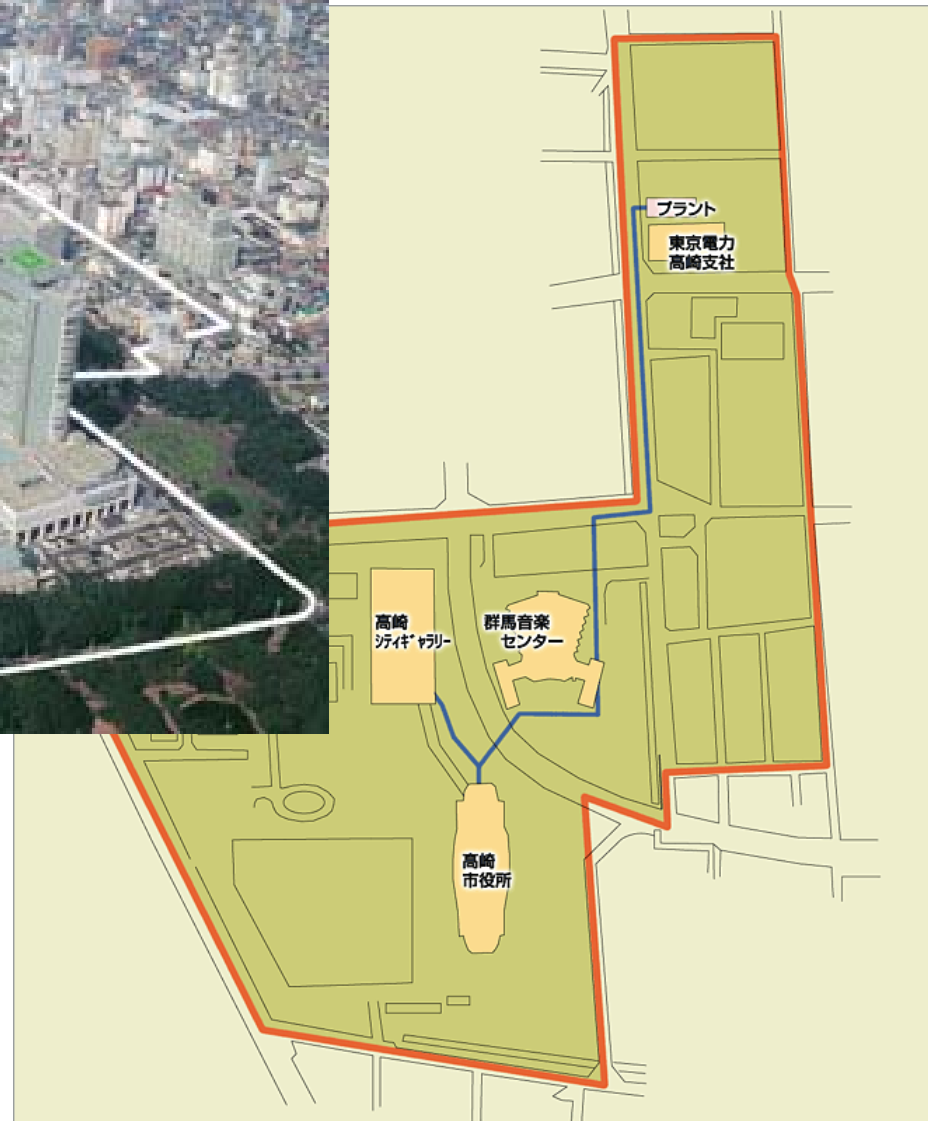 プラント
東京電力
高崎支社
高崎
シティギャラリー
群馬音楽
センター
高崎
市役所